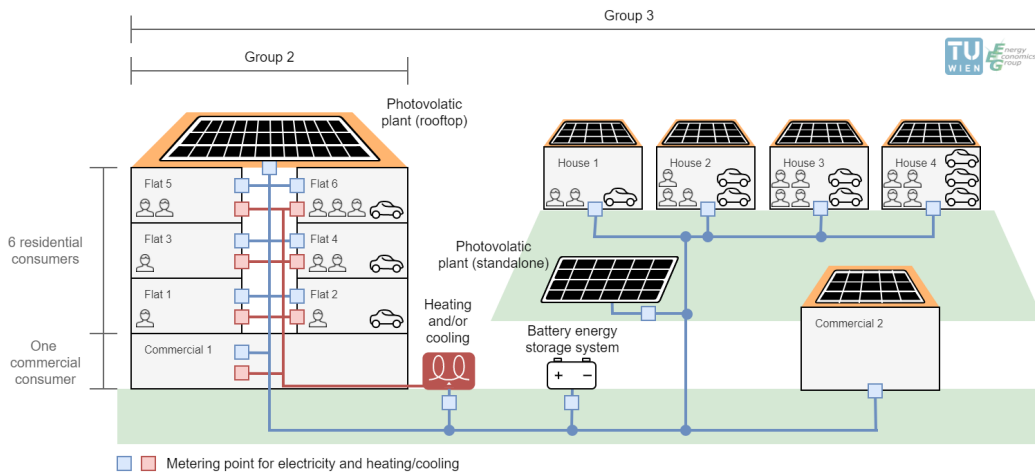 Group 3
Group 2
TU
WIEN
Energy
Economics
Group
Photovolatic
plant (rooftop)
House 1
House 2
House 3
House 4
Flat 5
Flat 6
6 residential
consumers
Flat 3
Flat 4
Photovolatic
plant (standalone)
Flat 1
Flat 2
Heating
and/or
cooling
Battery energy
storage system
Commercial 2
One
commercial
consumer
Commercial 1
+ −
Metering point for electricity and heating/cooling